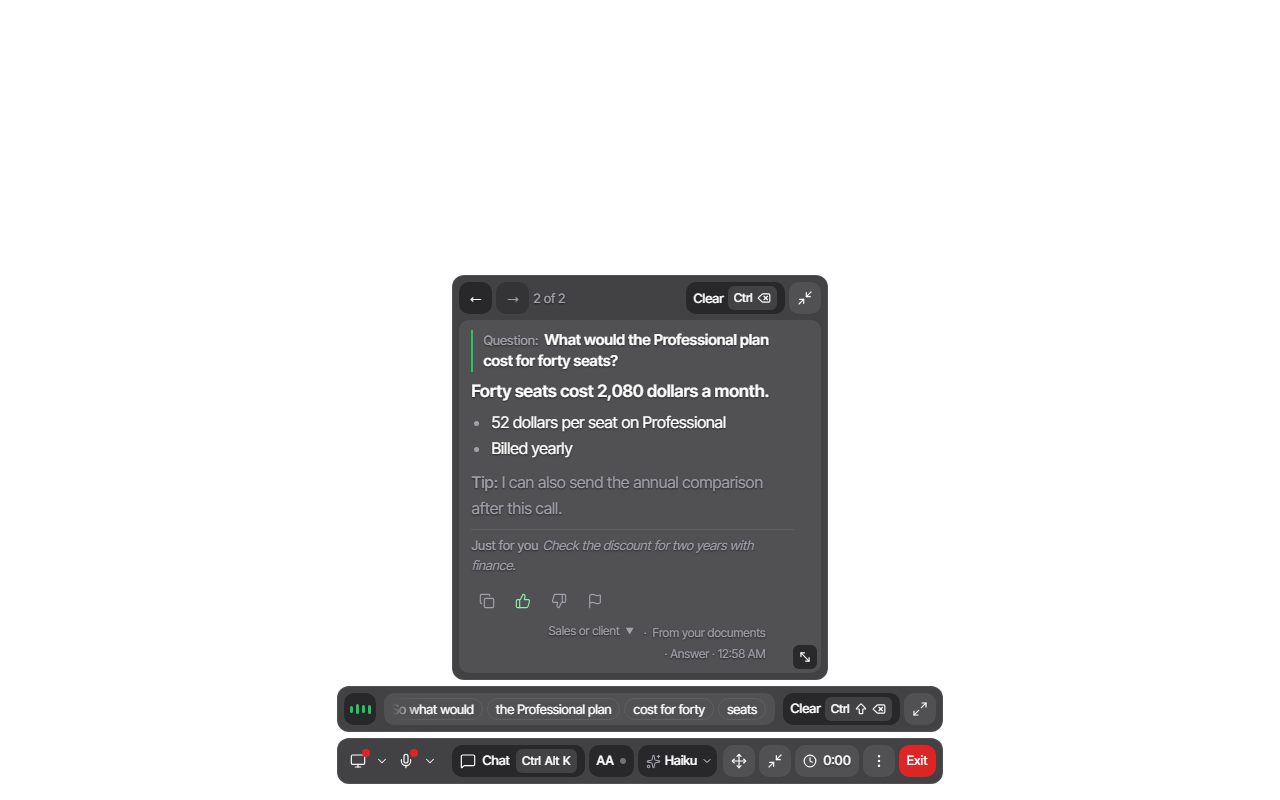 ← → 2 of 2 Clear Ctrl
Question: What would the Professional plan
cost for forty seats?
Forty seats cost 2,080 dollars a month.
• 52 dollars per seat on Professional
• Billed yearly
Tip: I can also send the annual comparison
after this call.
Just for you Check the discount for two years with
finance.
Sales or client ▼ · From your documents
· Answer · 12:58 AM
So what would the Professional plan cost for forty seats Clear Ctrl
Chat Ctrl Alt K AA Haiku 0:00 Exit